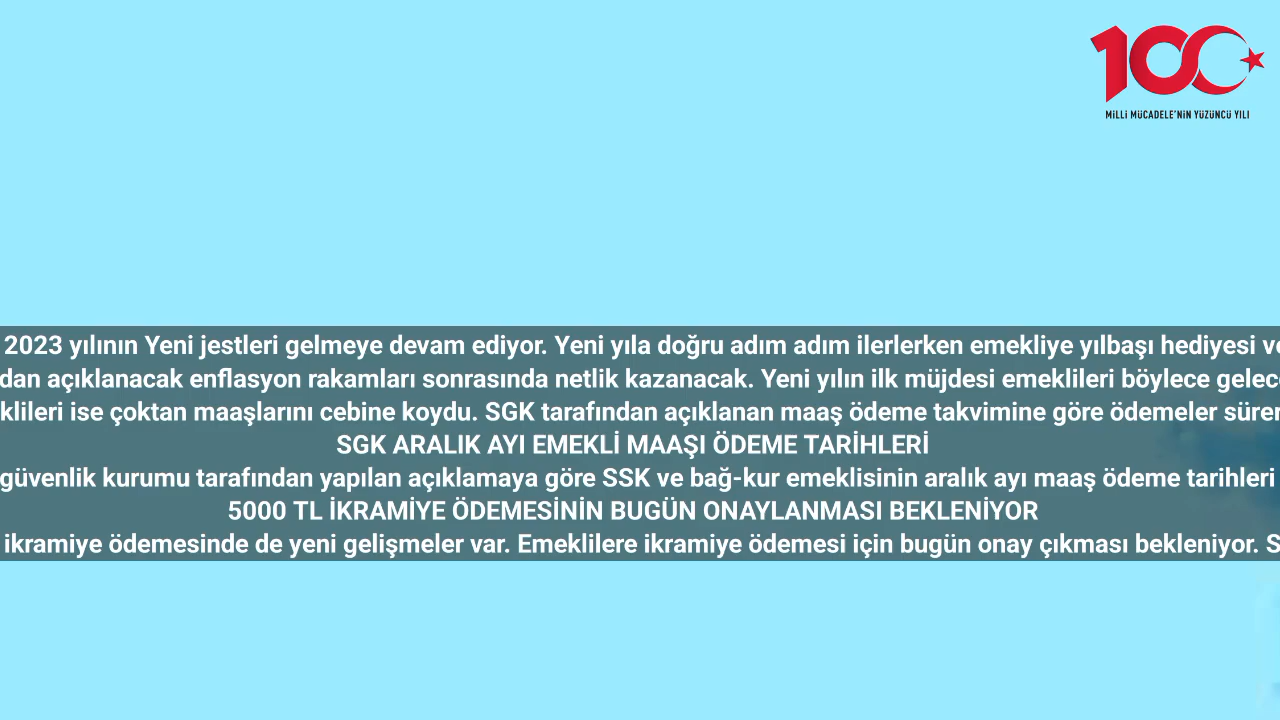 100
MİLLİ MÜCADELE'NİN YÜZÜNCÜ YILI
2023 yılının Yeni jestleri gelmeye devam ediyor. Yeni yıla doğru adım adım ilerlerken emekliye yılbaşı hediyesi
açıklanacak enflasyon rakamları sonrasında netlik kazanacak. Yeni yılın ilk müjdesi emeklileri böylece
ise çoktan maaşlarını cebine koydu. SGK tarafından açıklanan maaş ödeme takvimine göre ödemeler
SGK ARALIK AYI EMEKLİ MAAŞI ÖDEME TARİHLERİ
güvenlik kurumu tarafından yapılan açıklamaya göre SSK ve bağ-kur emeklisinin aralık ayı maaş ödeme tarihleri
5000 TL İKRAMİYE ÖDEMESİNİN BUGÜN ONAYLANMASI BEKLENİYOR
ikramiye ödemesinde de yeni gelişmeler var. Emeklilere ikramiye ödemesi için bugün onay çıkması bekleniyor.